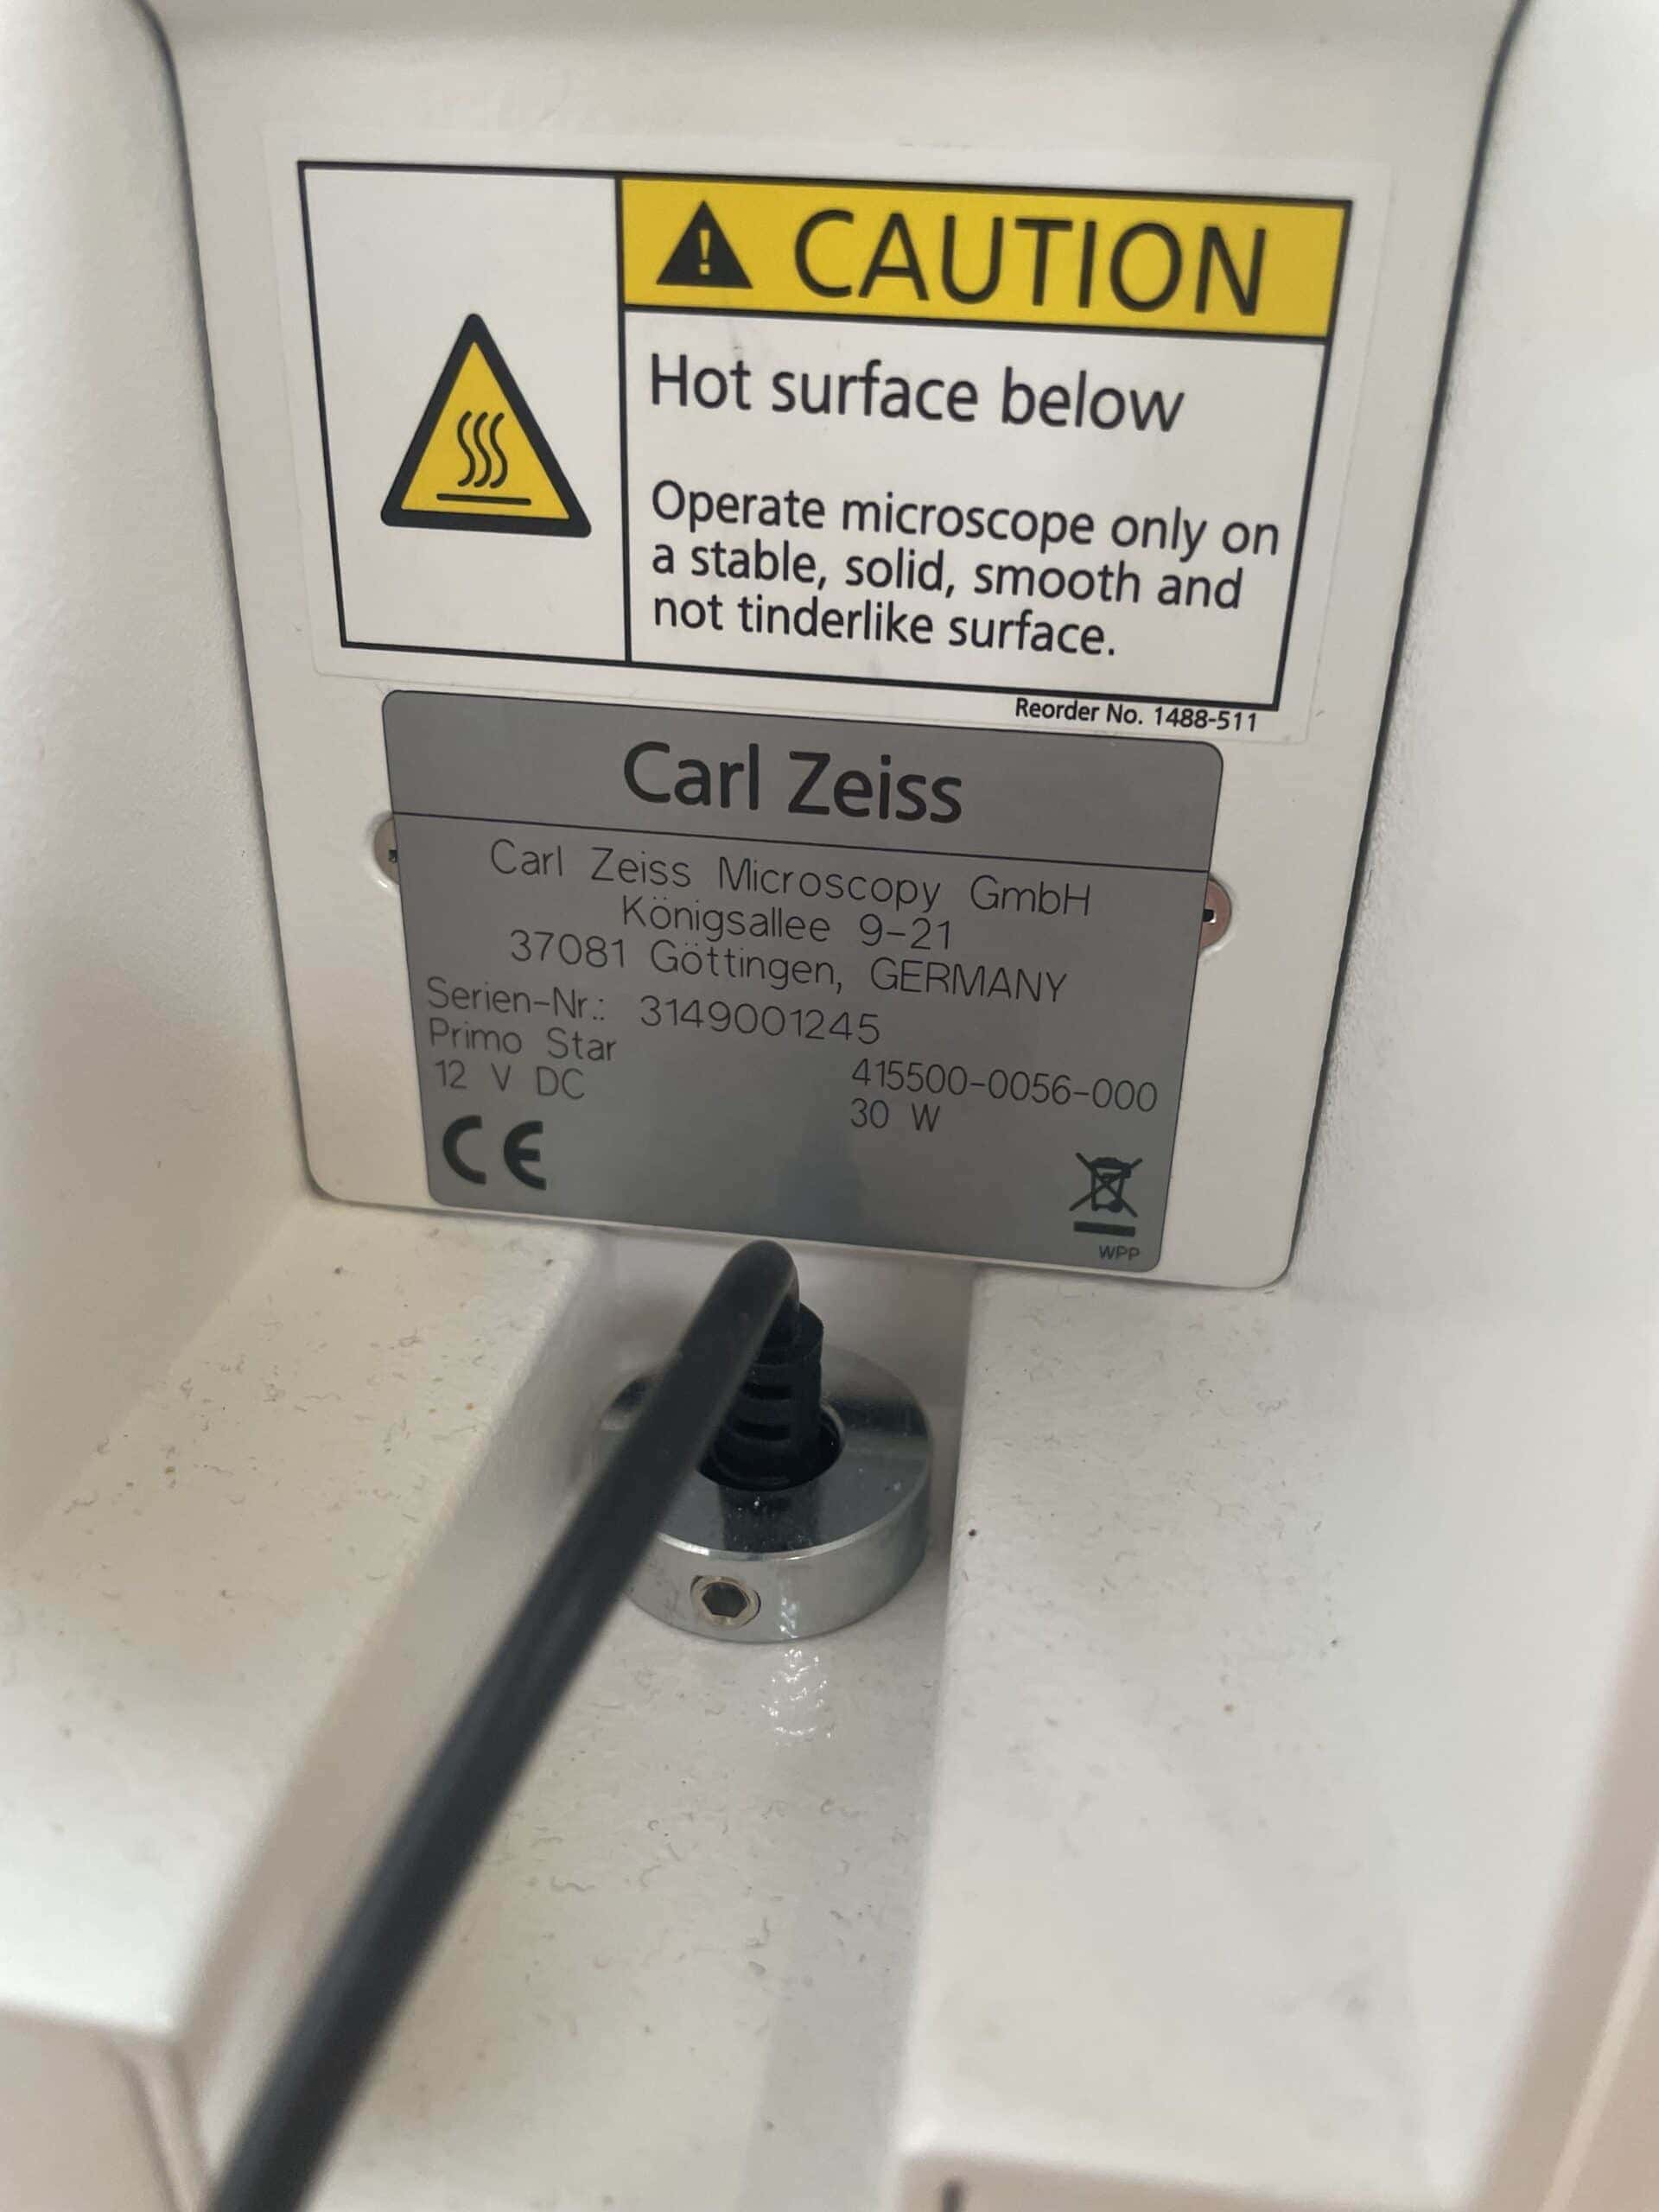 CAUTION
Hot surface below
Operate microscope only on
a stable, solid, smooth and
not tinderlike surface.
Reorder No. 1488-511
Carl Zeiss
Carl Zeiss Microscopy GmbH
Königsallee 9-21
37081 Göttingen, GERMANY
Serien-Nr.: 3149001245
Primo Star 415500-0056-000
12 V DC 30 W
CE
WPP